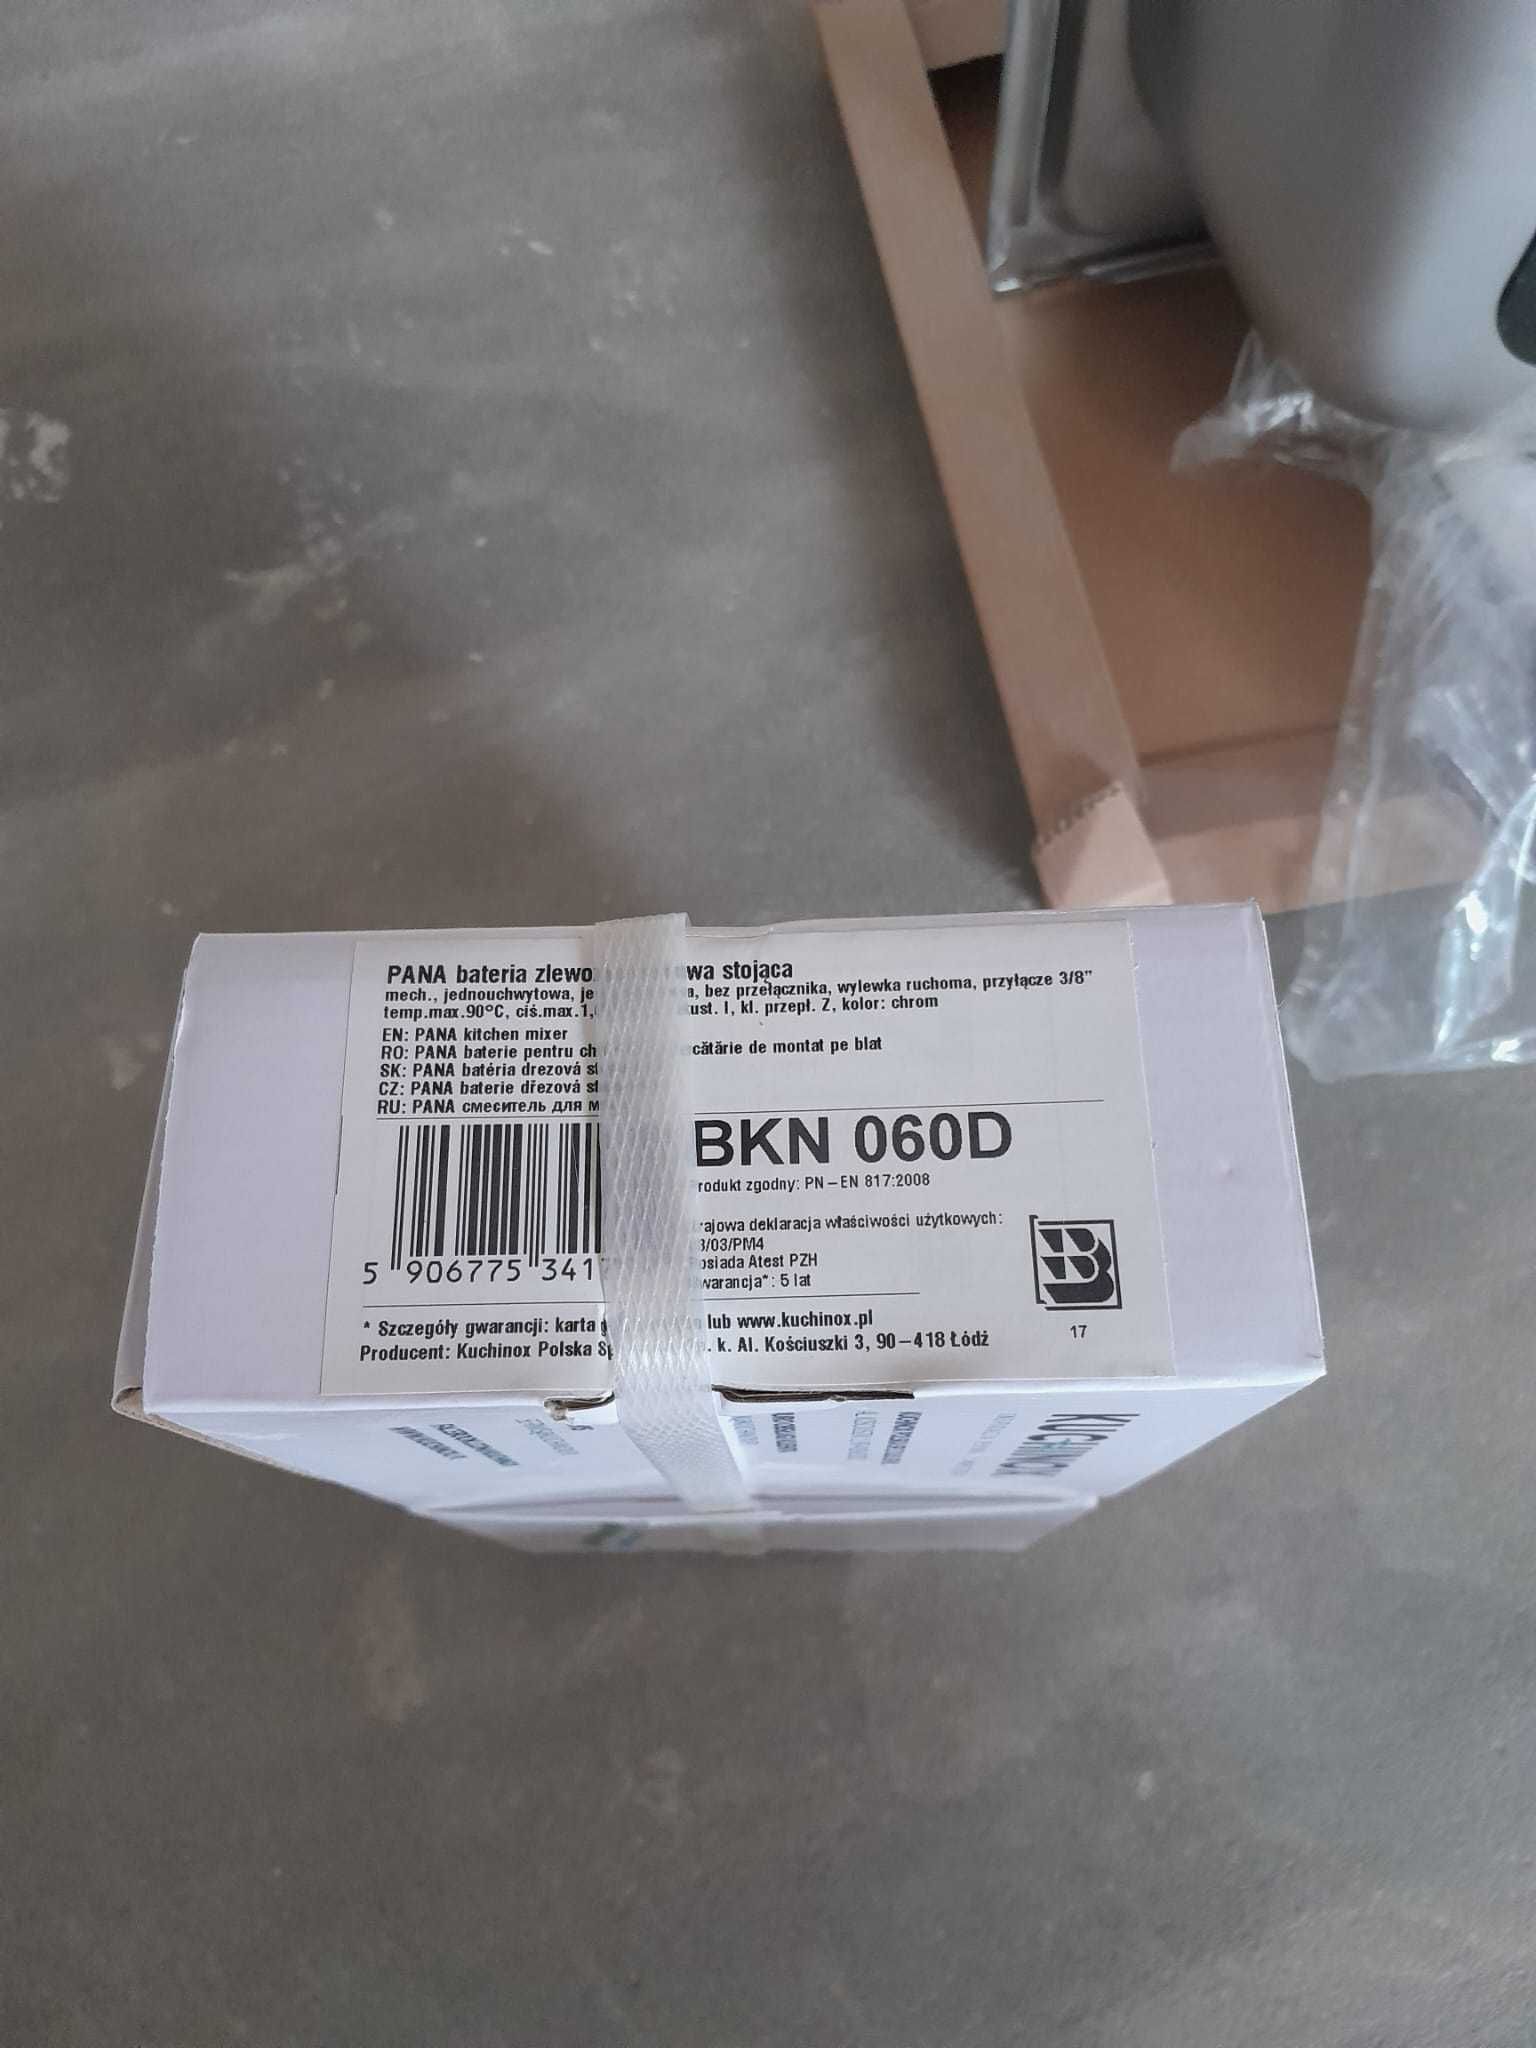 PANA bateria zlewo wa stojąca
mech., jednouchwytowa, je a, bez przełącznika, wylewka ruchoma, przyłącze 3/8"
temp.max.90°C, ciś.max.1, ust. I, kl. przepł. Z, kolor: chrom
EN: PANA kitchen mixer
RO: PANA baterie pentru ch cătărie de montat pe blat
SK: PANA batéria drezová st
CZ: PANA baterie dřezová st
RU: PANA смеситель для м
BKN 060D
rodukt zgodny: PN-EN 817:2008
rajowa deklaracja właściwości użytkowych:
3/03/PM4
osiada Atest PZH
warancja*: 5 lat
B
17
5 906775 341
* Szczegóły gwarancji: karta g lub www.kuchinox.pl
Producent: Kuchinox Polska Sp . k. Al. Kościuszki 3, 90-418 Łódź
KUCHINOX